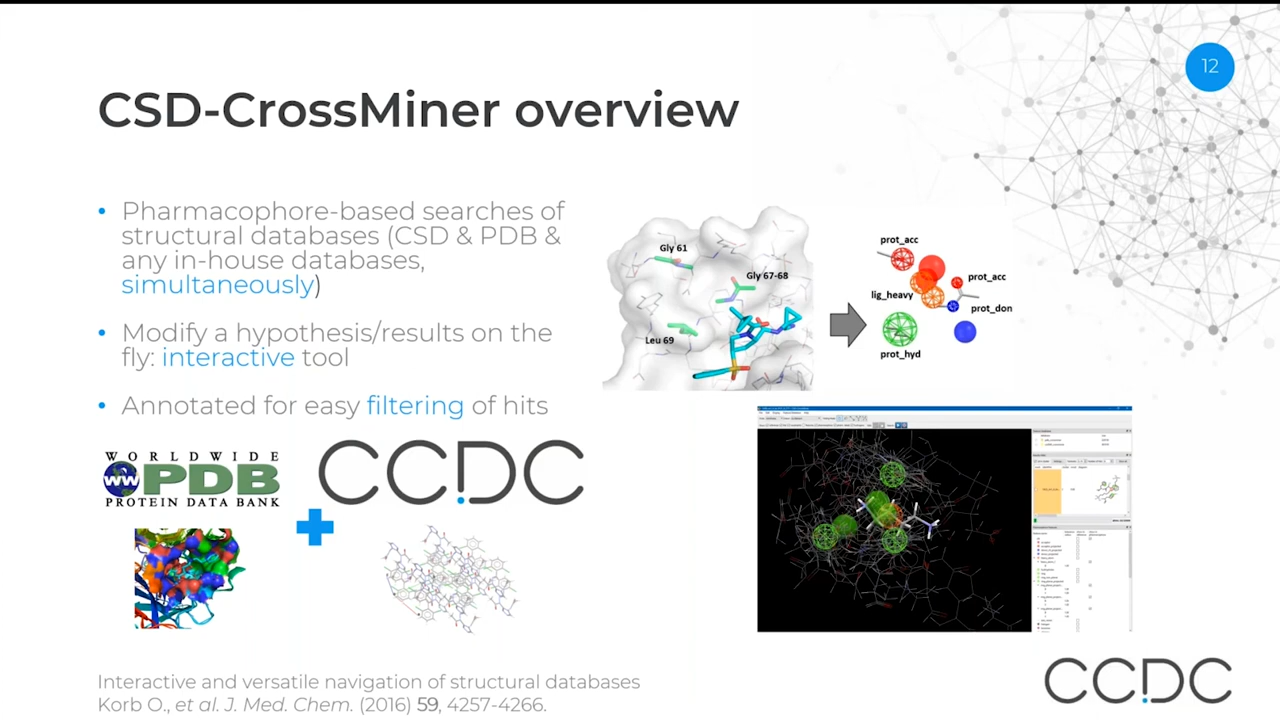 12
CSD-CrossMiner overview
• Pharmacophore-based searches of
structural databases (CSD & PDB &
any in-house databases,
simultaneously)
• Modify a hypothesis/results on the
fly: interactive tool
• Annotated for easy filtering of hits
Gly 61
Gly 67-68
Leu 69
prot_acc
prot_acc
lig_heavy
prot_don
prot_hyd
WORLDWIDE
PDB
PROTEIN DATA BANK
CCDC
Interactive and versatile navigation of structural databases
Korb O., et al. J. Med. Chem. (2016) 59, 4257-4266.
CCDC